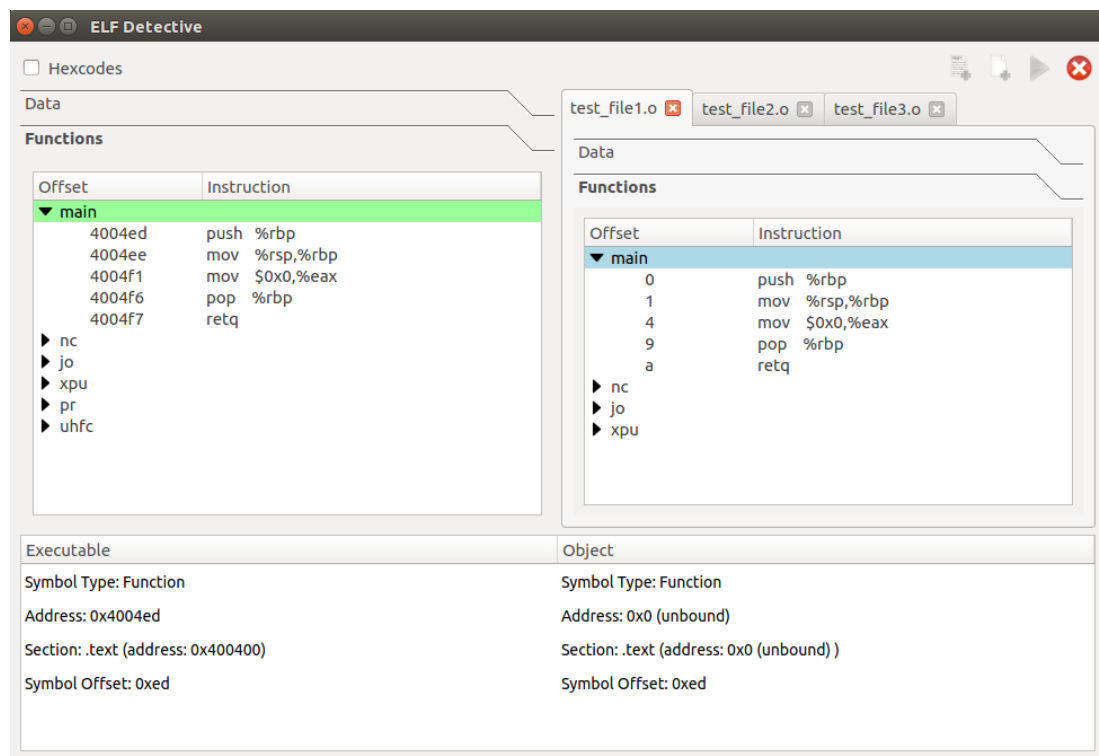 ELF Detective
Hexcodes
Data
Functions
Offset Instruction
main
4004ed push %rbp
4004ee mov %rsp,%rbp
4004f1 mov $0x0,%eax
4004f6 pop %rbp
4004f7 retq
nc
jo
xpu
pr
uhfc
test_file1.o test_file2.o test_file3.o
Data
Functions
Offset Instruction
main
0 push %rbp
1 mov %rsp,%rbp
4 mov $0x0,%eax
9 pop %rbp
a retq
nc
jo
xpu
Executable
Symbol Type: Function
Address: 0x4004ed
Section: .text (address: 0x400400)
Symbol Offset: 0xed
Object
Symbol Type: Function
Address: 0x0 (unbound)
Section: .text (address: 0x0 (unbound) )
Symbol Offset: 0xed